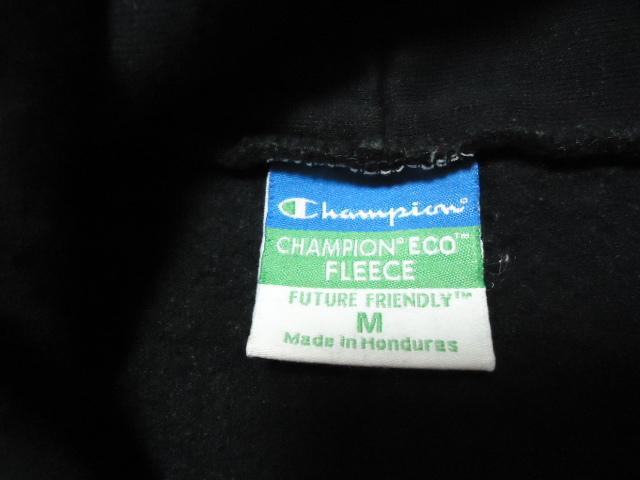 Champion®
CHAMPION® ECO™
FLEECE
FUTURE FRIENDLY™
M
Made in Honduras